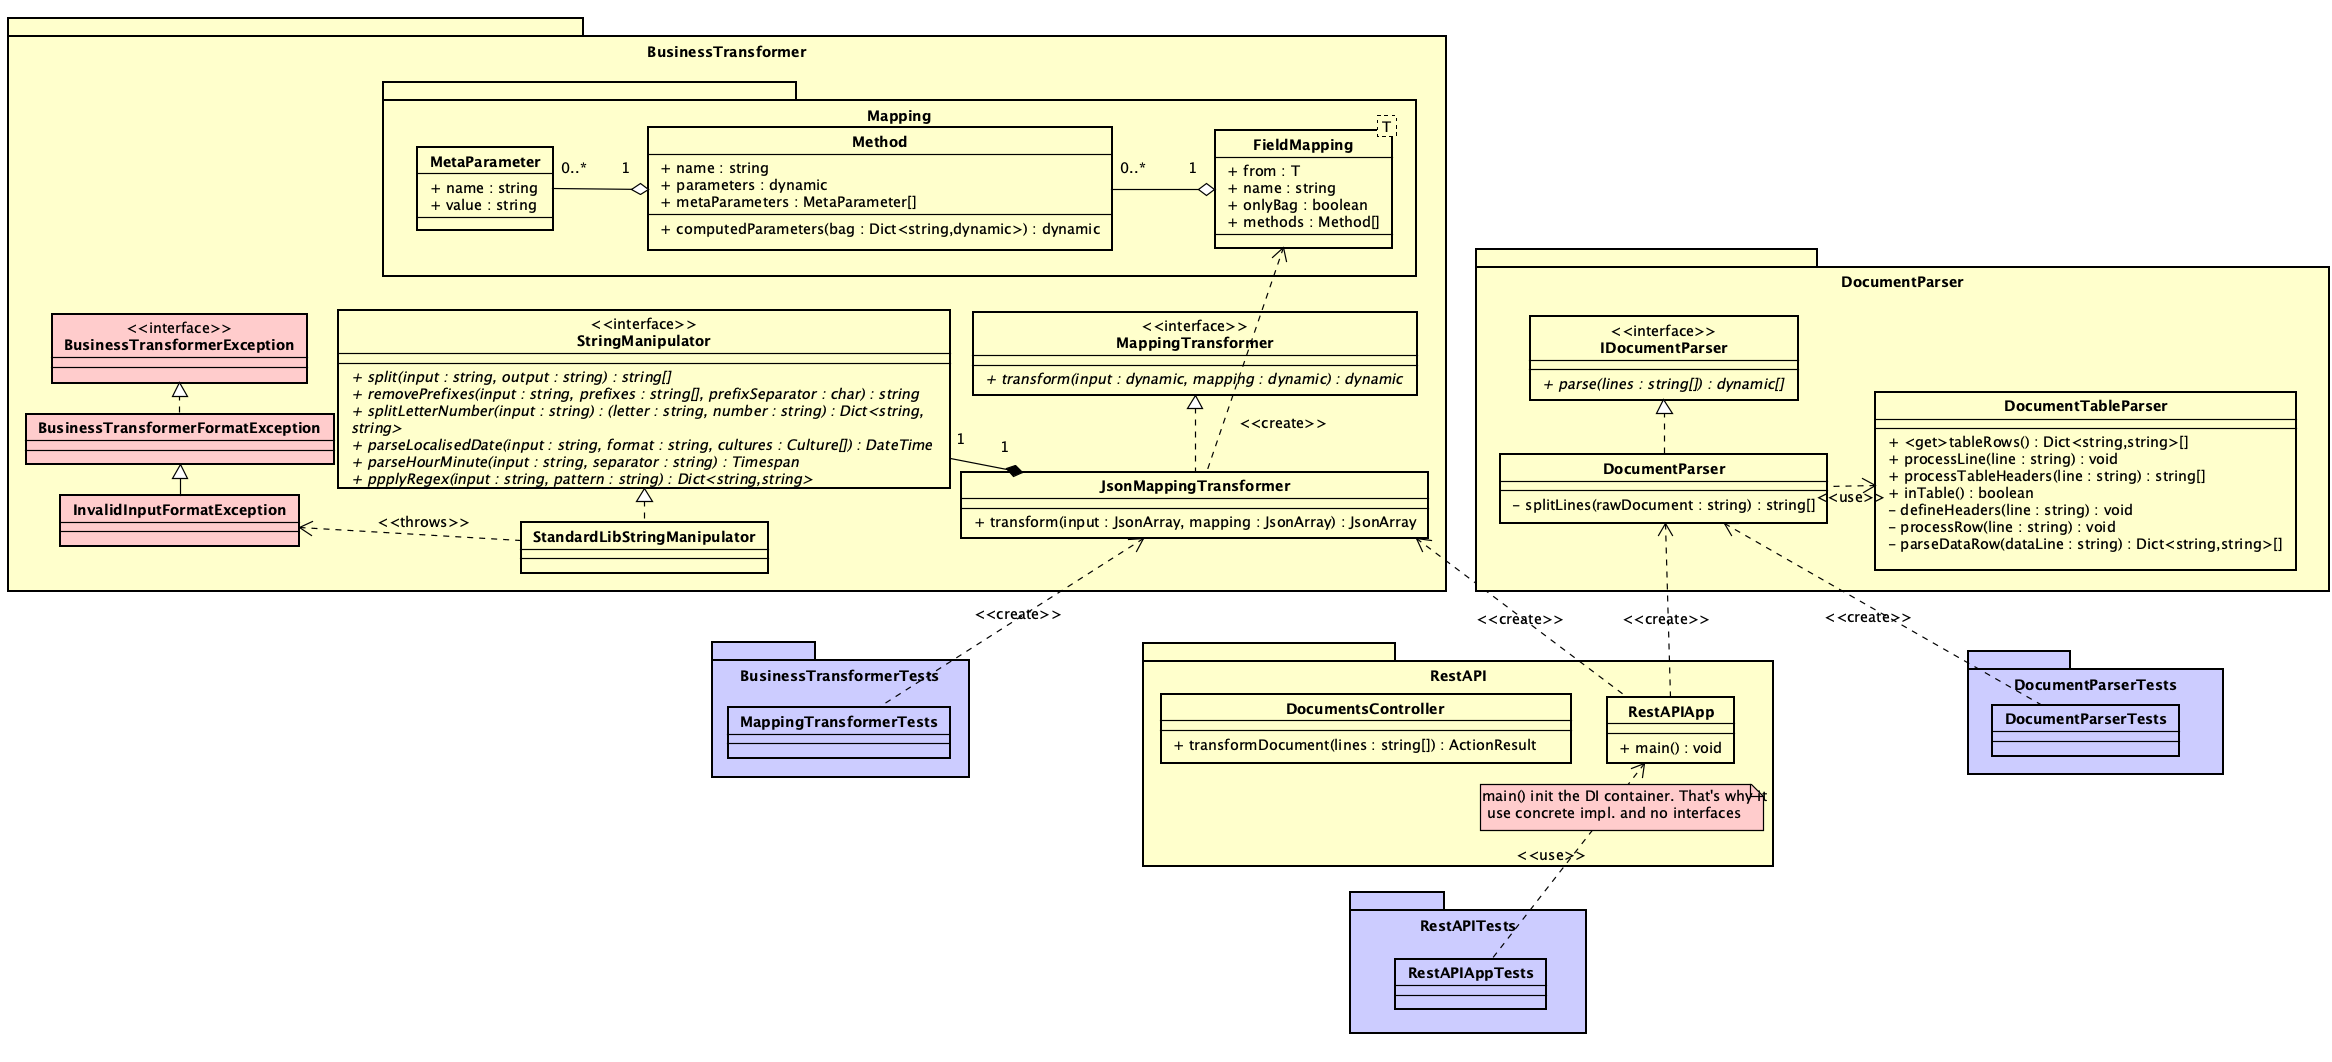 BusinessTransformer
Mapping
MetaParameter
+ name : string
+ value : string
0..*
1
Method
+ name : string
+ parameters : dynamic
+ metaParameters : MetaParameter[]
+ computedParameters(bag : Dict<string,dynamic>) : dynamic
0..*
1
T
FieldMapping
+ from : T
+ name : string
+ onlyBag : boolean
+ methods : Method[]
<<interface>>
BusinessTransformerException
BusinessTransformerFormatException
InvalidInputFormatException
<<throws>>
<<interface>>
StringManipulator
+ split(input : string, output : string) : string[]
+ removePrefixes(input : string, prefixes : string[], prefixSeparator : char) : string
+ splitLetterNumber(input : string) : (letter : string, number : string) : Dict<string,
string>
+ parseLocalisedDate(input : string, format : string, cultures : Culture[]) : DateTime
+ parseHourMinute(input : string, separator : string) : Timespan
+ ppplyRegex(input : string, pattern : string) : Dict<string,string>
StandardLibStringManipulator
1
1
<<interface>>
MappingTransformer
+ transform(input : dynamic, mapping : dynamic) : dynamic
<<create>>
JsonMappingTransformer
+ transform(input : JsonArray, mapping : JsonArray) : JsonArray
DocumentParser
<<interface>>
IDocumentParser
+ parse(lines : string[]) : dynamic[]
DocumentParser
- splitLines(rawDocument : string) : string[]
<<use>>
DocumentTableParser
+ <get>tableRows() : Dict<string,string>[]
+ processLine(line : string) : void
+ processTableHeaders(line : string) : string[]
+ inTable() : boolean
- defineHeaders(line : string) : void
- processRow(line : string) : void
- parseDataRow(dataLine : string) : Dict<string,string>[]
<<create>>
<<create>>
<<create>>
<<create>>
BusinessTransformerTests
MappingTransformerTests
RestAPI
DocumentsController
+ transformDocument(lines : string[]) : ActionResult
RestAPIApp
+ main() : void
main() init the DI container. That's why it
use concrete impl. and no interfaces
<<use>>
DocumentParserTests
DocumentParserTests
RestAPITests
RestAPIAppTests